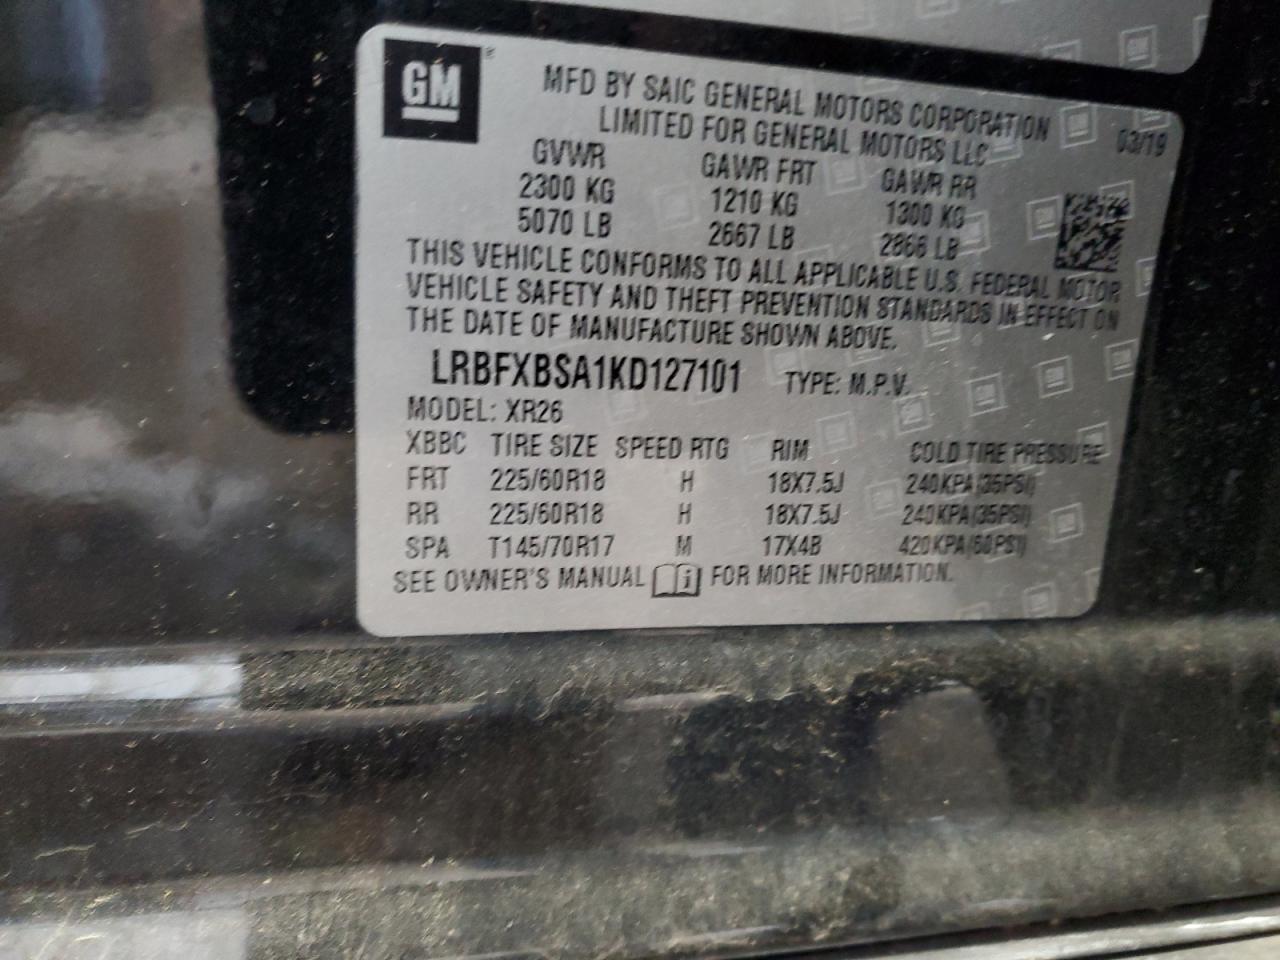 GM
MFD BY SAIC GENERAL MOTORS CORPORATION
LIMITED FOR GENERAL MOTORS LLC
03/19
GVWR GAWR FRT GAWR RR
2300 KG 1210 KG 1300 KG
5070 LB 2667 LB 2866 LB
THIS VEHICLE CONFORMS TO ALL APPLICABLE U.S. FEDERAL MOTOR
VEHICLE SAFETY AND THEFT PREVENTION STANDARDS IN EFFECT ON
THE DATE OF MANUFACTURE SHOWN ABOVE.
LRBFXBSA1KD127101 TYPE: M.P.V.
MODEL: XR26
XBBC TIRE SIZE SPEED RTG RIM COLD TIRE PRESSURE
FRT 225/60R18 H 18X7.5J 240KPA(35PSI)
RR 225/60R18 H 18X7.5J 240KPA(35PSI)
SPA T145/70R17 M 17X4B 420KPA(60PSI)
SEE OWNER'S MANUAL FOR MORE INFORMATION.